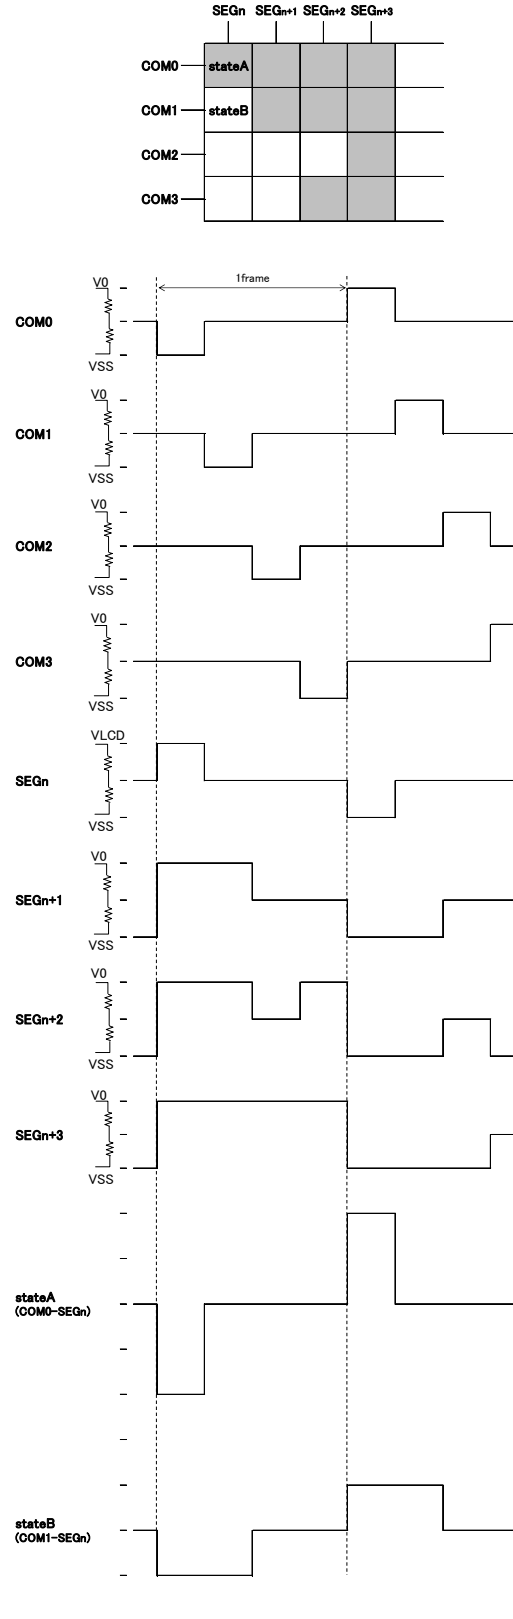 SEGn SEGn+1 SEGn+2 SEGn+3
COM0 stateA
COM1 stateB
COM2
COM3
1frame
V0
COM0
VSS
V0
COM1
VSS
V0
COM2
VSS
V0
COM3
VSS
VLCD
SEGn
VSS
V0
SEGn+1
VSS
V0
SEGn+2
VSS
V0
SEGn+3
VSS
stateA
(COM0-SEGn)
stateB
(COM1-SEGn)